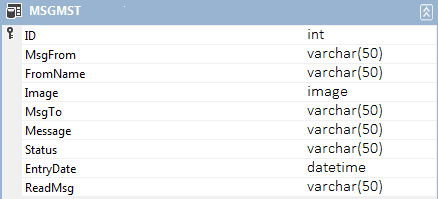 MSGMST
ID int
MsgFrom varchar(50)
FromName varchar(50)
Image image
MsgTo varchar(50)
Message varchar(50)
Status varchar(50)
EntryDate datetime
ReadMsg varchar(50)